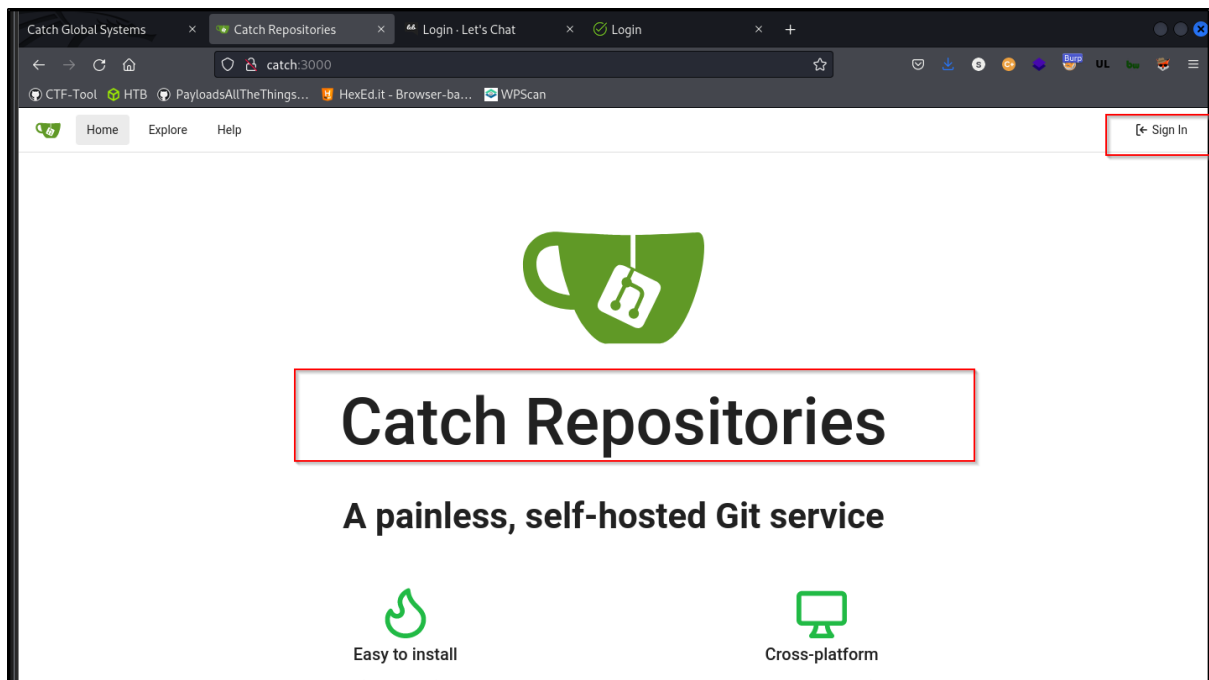 Catch Global Systems
Catch Repositories
Login · Let's Chat
Login
catch:3000
Burp
UL
CTF-Tool
HTB
PayloadsAllTheThings...
HexEd.it - Browser-ba...
WPScan
Home
Explore
Help
Sign In
Catch Repositories
A painless, self-hosted Git service
Easy to install
Cross-platform